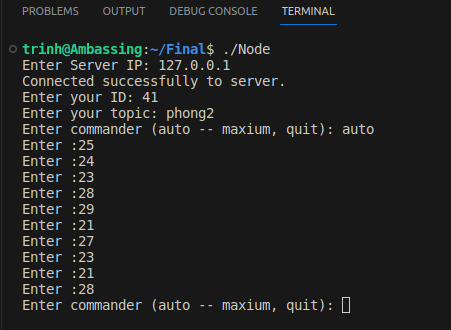 PROBLEMS OUTPUT DEBUG CONSOLE TERMINAL
trinh@Ambassing:~/Final$ ./Node
Enter Server IP: 127.0.0.1
Connected successfully to server.
Enter your ID: 41
Enter your topic: phong2
Enter commander (auto -- maxium, quit): auto
Enter :25
Enter :24
Enter :23
Enter :28
Enter :29
Enter :21
Enter :27
Enter :23
Enter :21
Enter :28
Enter commander (auto -- maxium, quit):